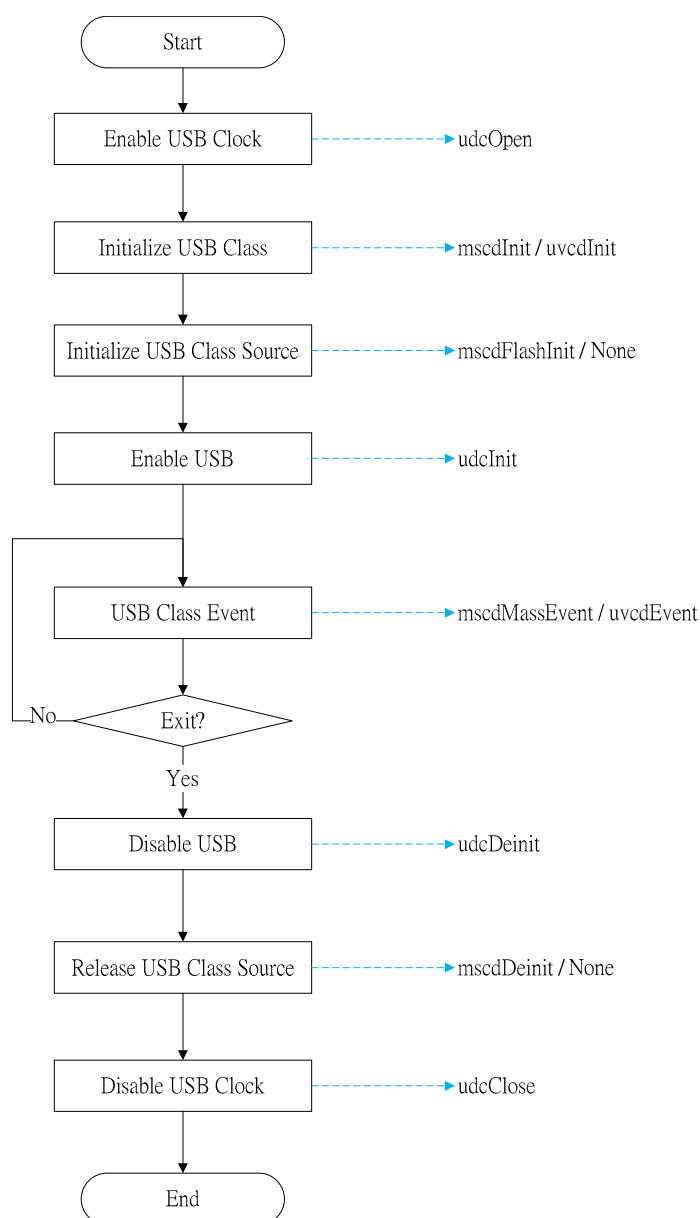 Start
Enable USB Clock
udcOpen
Initialize USB Class
mscdInit / uvcdInit
Initialize USB Class Source
mscdFlashInit / None
Enable USB
udcInit
USB Class Event
mscdMassEvent / uvcdEvent
No
Exit?
Yes
Disable USB
udcDeinit
Release USB Class Source
mscdDeinit / None
Disable USB Clock
udcClose
End